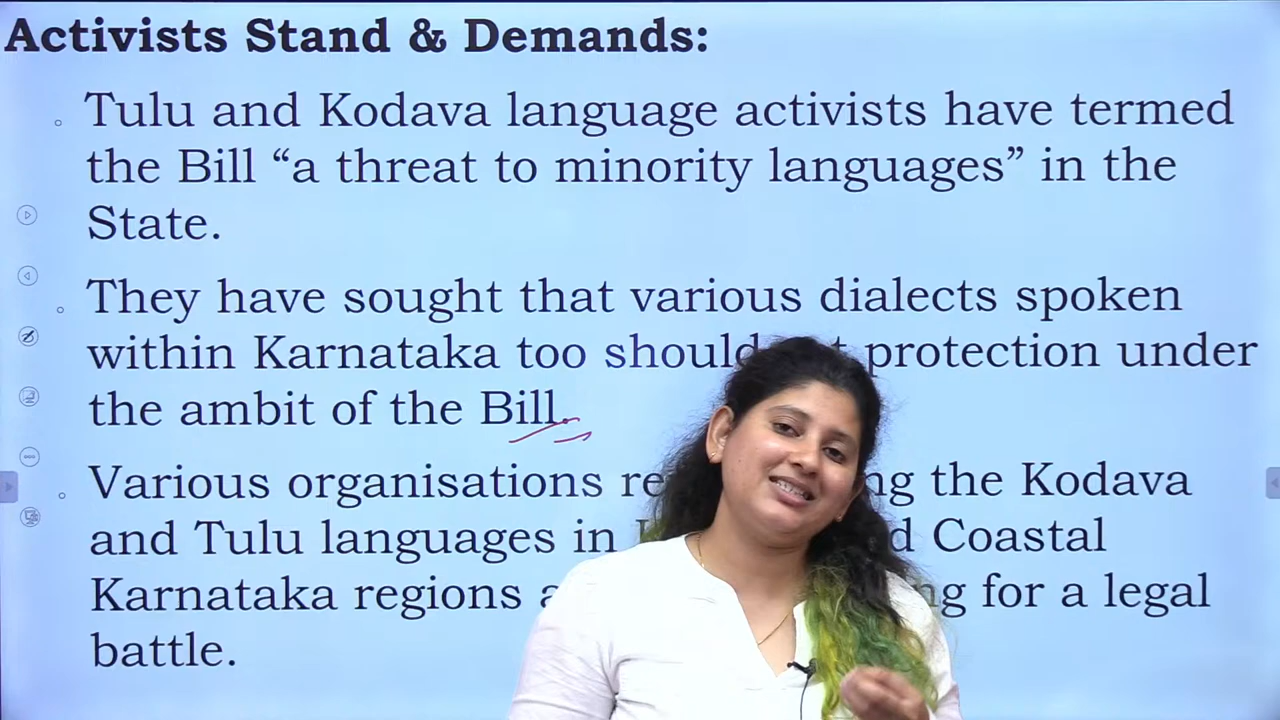 Activists Stand & Demands:
Tulu and Kodava language activists have termed
the Bill “a threat to minority languages” in the
State.
They have sought that various dialects spoken
within Karnataka too should protection under
the ambit of the Bill.
Various organisations the Kodava
and Tulu languages in Coastal
Karnataka regions for a legal
battle.